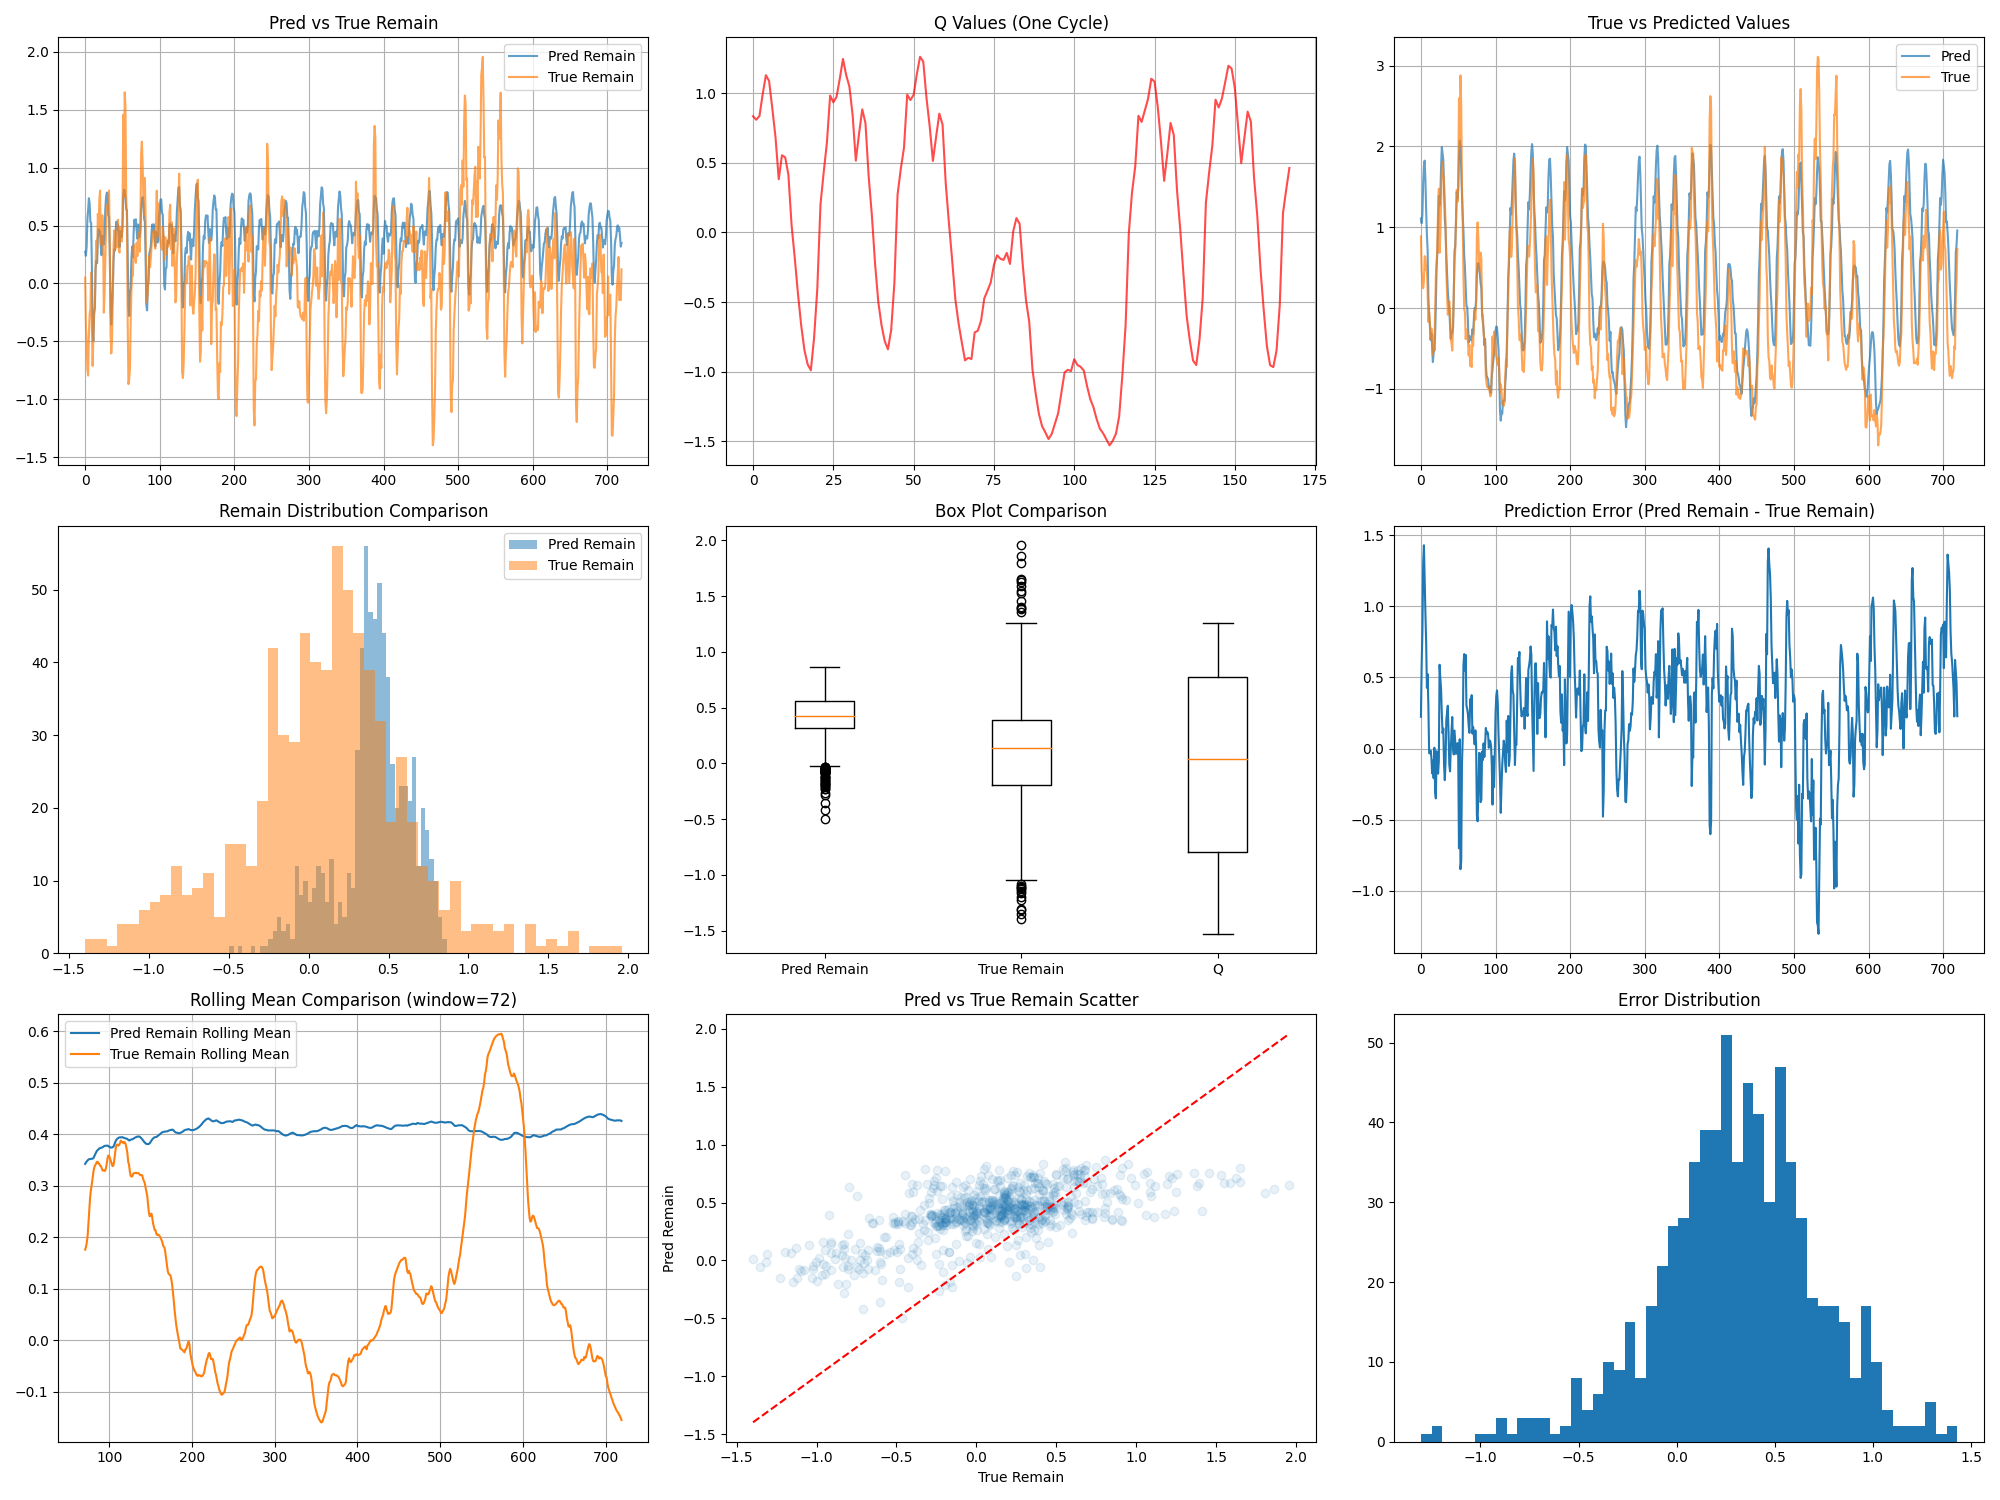 Pred vs True Remain
Pred Remain
True Remain
2.0
1.5
1.0
0.5
0.0
−0.5
−1.0
−1.5
0 100 200 300 400 500 600 700
Q Values (One Cycle)
1.0
0.5
0.0
−0.5
−1.0
−1.5
0 25 50 75 100 125 150 175
True vs Predicted Values
Pred
True
3
2
1
0
−1
0 100 200 300 400 500 600 700
Remain Distribution Comparison
Pred Remain
True Remain
50
40
30
20
10
0
−1.5 −1.0 −0.5 0.0 0.5 1.0 1.5 2.0
Box Plot Comparison
2.0
1.5
1.0
0.5
0.0
−0.5
−1.0
−1.5
Pred Remain True Remain Q
Prediction Error (Pred Remain - True Remain)
1.5
1.0
0.5
0.0
−0.5
−1.0
0 100 200 300 400 500 600 700
Rolling Mean Comparison (window=72)
Pred Remain Rolling Mean
True Remain Rolling Mean
0.6
0.5
0.4
0.3
0.2
0.1
0.0
−0.1
100 200 300 400 500 600 700
Pred vs True Remain Scatter
Pred Remain
2.0
1.5
1.0
0.5
0.0
−0.5
−1.0
−1.5
−1.5 −1.0 −0.5 0.0 0.5 1.0 1.5 2.0
True Remain
Error Distribution
50
40
30
20
10
0
−1.0 −0.5 0.0 0.5 1.0 1.5